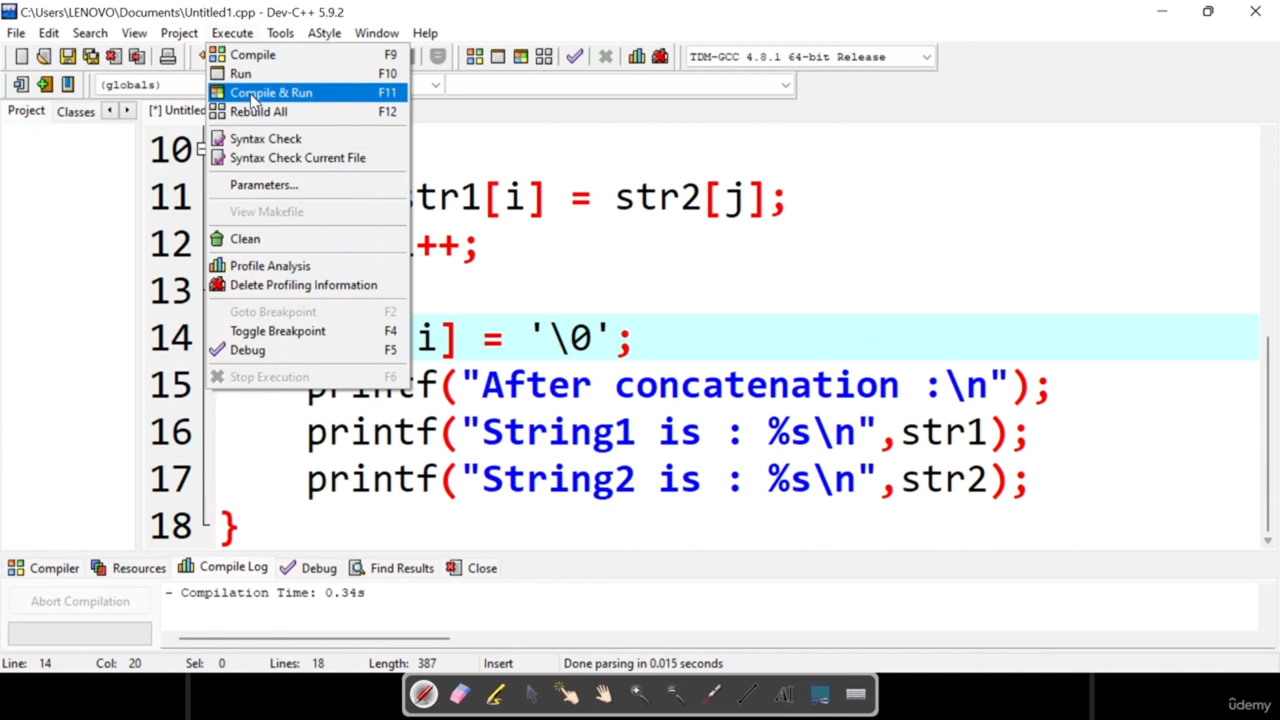 C:\Users\LENOVO\Documents\Untitled1.cpp - Dev-C++ 5.9.2
File Edit Search View Project Execute Tools AStyle Window Help
TDM-GCC 4.8.1 64-bit Release
(globals)
Project Classes [*] Untitled
Compile F9
Run F10
Compile & Run F11
Rebuild All F12
Syntax Check
Syntax Check Current File
Parameters...
View Makefile
Clean
Profile Analysis
Delete Profiling Information
Goto Breakpoint F2
Toggle Breakpoint F4
Debug F5
Stop Execution F6
10
11 str1[i] = str2[j];
12 ++;
13
14 i] = '\0';
15 printf("After concatenation :\n");
16 printf("String1 is : %s\n",str1);
17 printf("String2 is : %s\n",str2);
18 }
Compiler Resources Compile Log Debug Find Results Close
Abort Compilation
- Compilation Time: 0.34s
Line: 14 Col: 20 Sel: 0 Lines: 18 Length: 387 Insert Done parsing in 0.015 seconds
AI
ûdemy